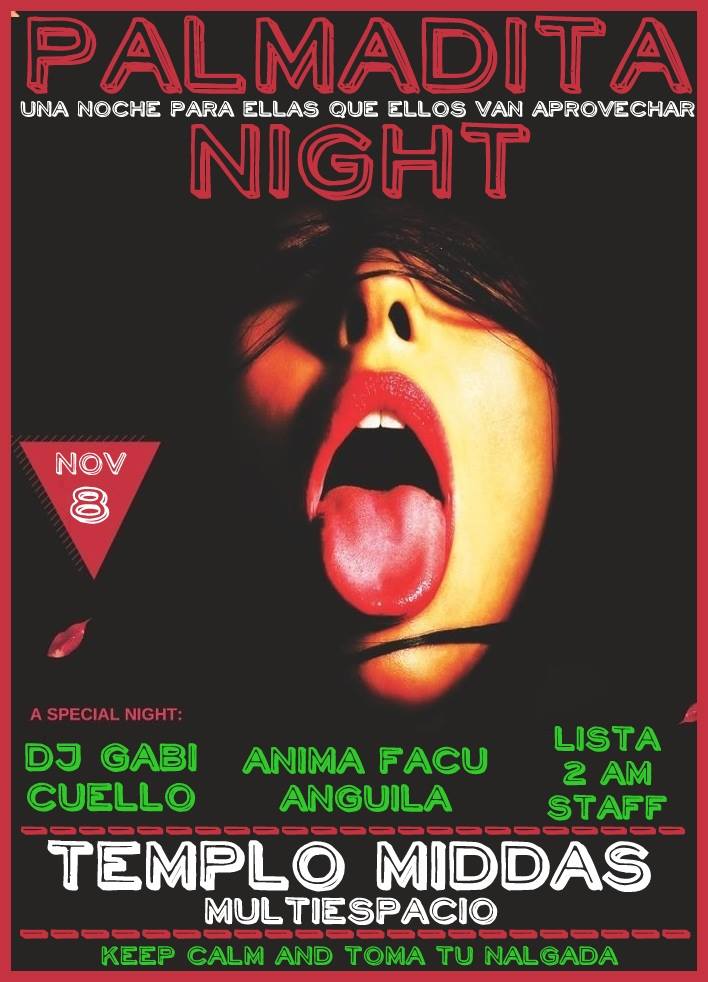 PALMADITA
UNA NOCHE PARA ELLAS QUE ELLOS VAN APROVECHAR
NIGHT
NOV
8
A SPECIAL NIGHT:
DJ GABI
CUELLO
ANIMA FACU
ANGUILA
LISTA
2 AM
STAFF
TEMPLO MIDDAS
MULTIESPACIO
KEEP CALM AND TOMA TU NALGADA